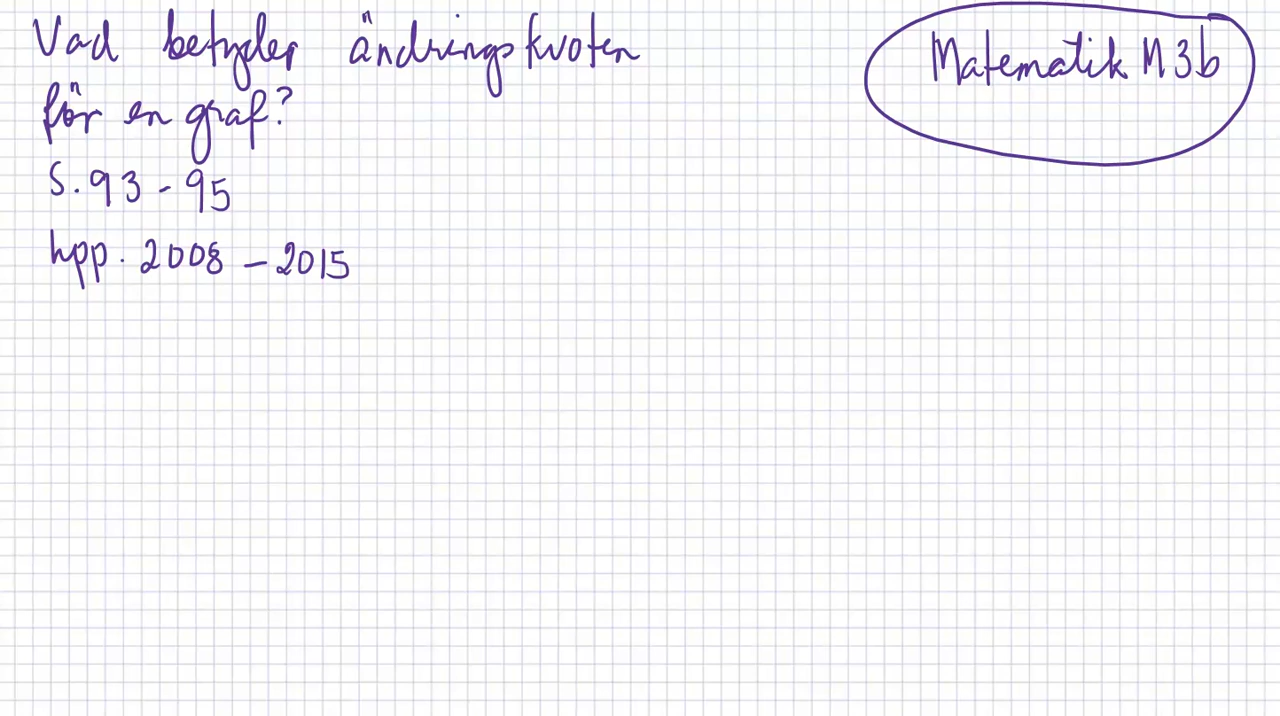 Vad betyder ändringskvoten
för en graf?
s. 93 - 95
upp. 2008 - 2015
Matematik M3b